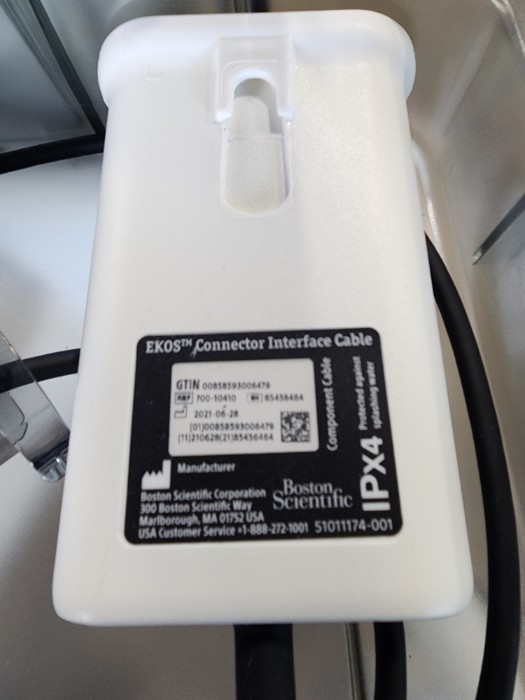 EKOS™ Connector Interface Cable
GTIN 00858593006479
REF 700-10410 SN 85456464
2021-06-28
(01)00858593006479
(11)210628(21)85456464
Component Cable
IPX4 Protected against
splashing water
Manufacturer
Boston Scientific Corporation
300 Boston Scientific Way
Marlborough, MA 01752 USA
USA Customer Service +1-888-272-1001
Boston
Scientific
51011174-001